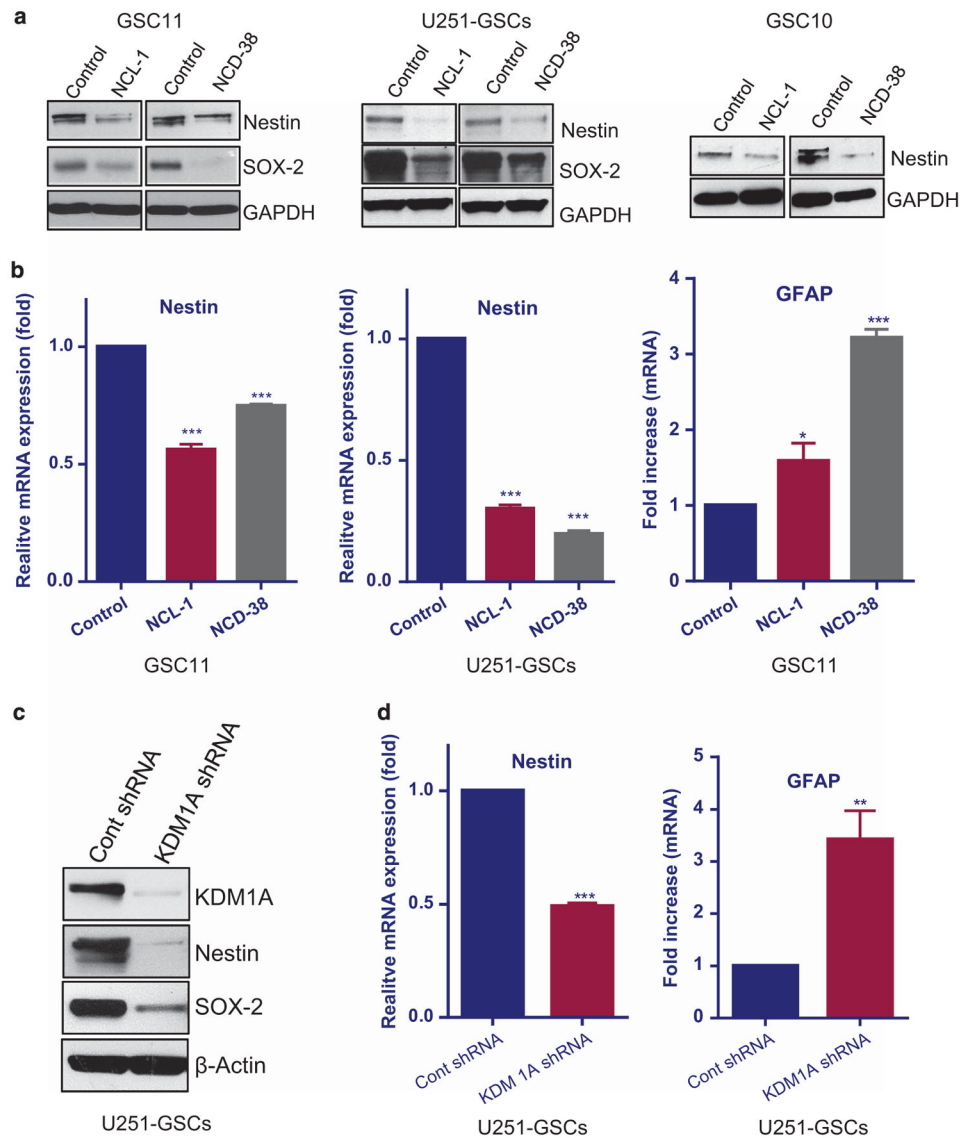 a
GSC11
Control
NCL-1
Control
NCD-38
Nestin
SOX-2
GAPDH
U251-GSCs
Control
NCL-1
Control
NCD-38
Nestin
SOX-2
GAPDH
GSC10
Control
NCL-1
Control
NCD-38
Nestin
GAPDH
b
Nestin
Realitve mRNA expression (fold)
1.0
0.5
0.0
***
***
Control
NCL-1
NCD-38
GSC11
Nestin
Realitve mRNA expression (fold)
1.0
0.5
0.0
***
***
Control
NCL-1
NCD-38
U251-GSCs
GFAP
Fold increase (mRNA)
4
3
2
1
0
*
***
Control
NCL-1
NCD-38
GSC11
c
Cont shRNA
KDM1A shRNA
KDM1A
Nestin
SOX-2
β-Actin
U251-GSCs
d
Nestin
Realitve mRNA expression (fold)
1.0
0.5
0.0
***
Cont shRNA
KDM 1A shRNA
U251-GSCs
GFAP
Fold increase (mRNA)
5
4
3
2
1
0
**
Cont shRNA
KDM1A shRNA
U251-GSCs